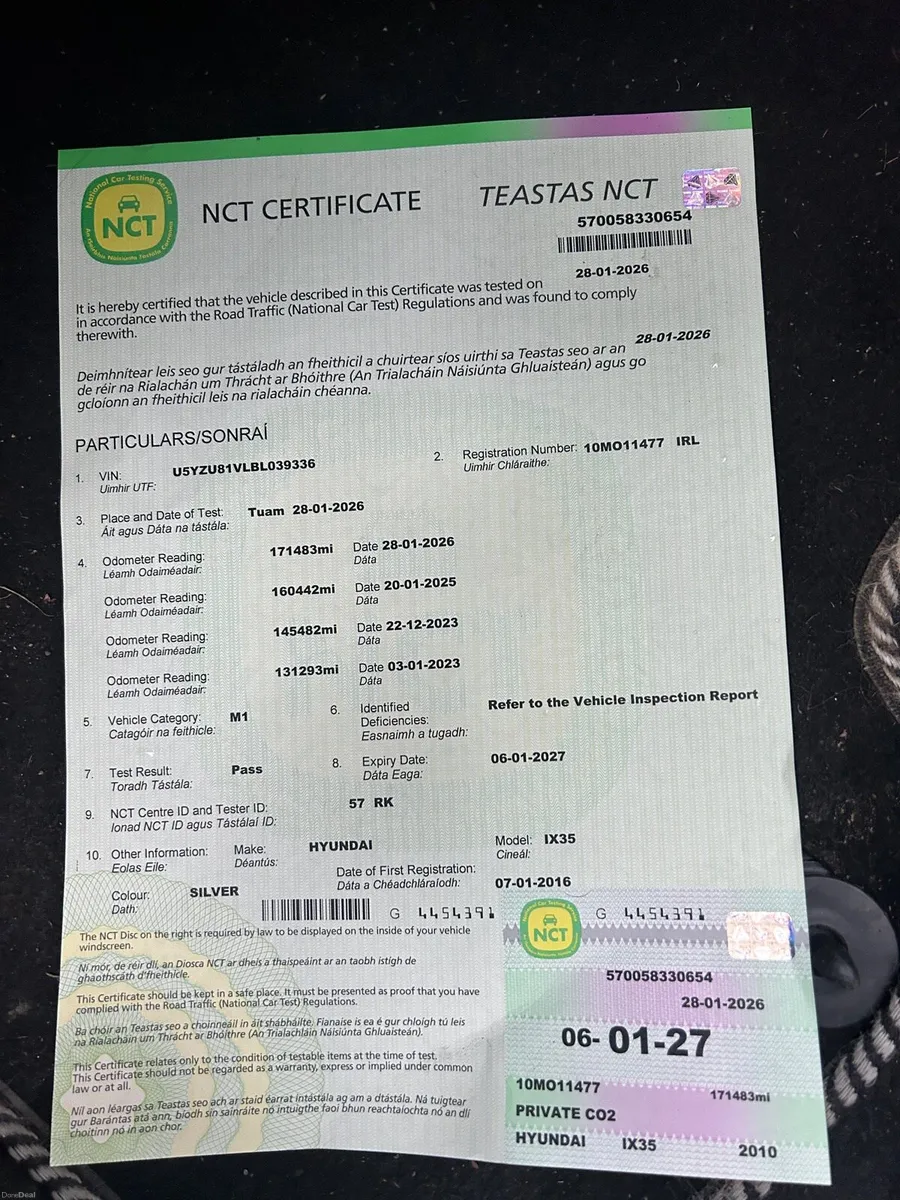 National Car Testing Service
NCT
An tSeirbhís Náisiúnta Tástála Carranna
NCT CERTIFICATE
TEASTAS NCT
570058330654
It is hereby certified that the vehicle described in this Certificate was tested on 28-01-2026
in accordance with the Road Traffic (National Car Test) Regulations and was found to comply
therewith.
Deimhnítear leis seo gur tástáladh an fheithicil a chuirtear síos uirthi sa Teastas seo ar an 28-01-2026
de réir na Rialachán um Thrácht ar Bhóithre (An Trialacháin Náisiúnta Ghluaisteán) agus go
gcloíonn an fheithicil leis na rialacháin chéanna.
PARTICULARS/SONRAÍ
1. VIN: U5YZU81VLBL039336
Uimhir UTF:
2. Registration Number: 10MO11477 IRL
Uimhir Chláraithe:
3. Place and Date of Test: Tuam 28-01-2026
Áit agus Dáta na tástála:
4. Odometer Reading: 171483mi Date 28-01-2026
Léamh Odaiméadair: Dáta
Odometer Reading: 160442mi Date 20-01-2025
Léamh Odaiméadair: Dáta
Odometer Reading: 145482mi Date 22-12-2023
Léamh Odaiméadair: Dáta
Odometer Reading: 131293mi Date 03-01-2023
Léamh Odaiméadair: Dáta
5. Vehicle Category: M1
Catagóir na feithicle:
6. Identified Refer to the Vehicle Inspection Report
Deficiencies:
Easnaimh a tugadh:
7. Test Result: Pass
Toradh Tástála:
8. Expiry Date: 06-01-2027
Dáta Eaga:
9. NCT Centre ID and Tester ID: 57 RK
Ionad NCT ID agus Tástálaí ID:
10. Other Information: Make: HYUNDAI Model: IX35
Eolas Eile: Déantús: Cineál:
Date of First Registration: 07-01-2016
Dáta a Chéadchláraíodh:
Colour: SILVER
Dath:
G 4454391
The NCT Disc on the right is required by law to be displayed on the inside of your vehicle
windscreen.
Ní mór, de réir dlí, an Diosca NCT ar dheis a thaispeáint ar an taobh istigh de
ghaothscáth d'fheithicle.
This Certificate should be kept in a safe place. It must be presented as proof that you have
complied with the Road Traffic (National Car Test) Regulations.
Ba chóir an Teastas seo a choinneáil in áit shábháilte. Fianaise is ea é gur chloígh tú leis
na Rialacháin um Thrácht ar Bhóithre (An Trialacháin Náisiúnta Ghluaisteán).
This Certificate relates only to the condition of testable items at the time of test.
This Certificate should not be regarded as a warranty, express or implied under common
law or at all.
Níl aon léargas sa Teastas seo ach ar staid éarraí intástála ag am a dtástála. Ná tuigtear
gur Barántas atá ann, bíodh sin sainráite nó intuigthe faoi bhun reachtaíochta nó an dlí
choitinn nó in aon chor.
NCT
G 4454391
570058330654
28-01-2026
06-01-27
10MO11477 171483mi
PRIVATE CO2
HYUNDAI IX35 2010
DoneDeal